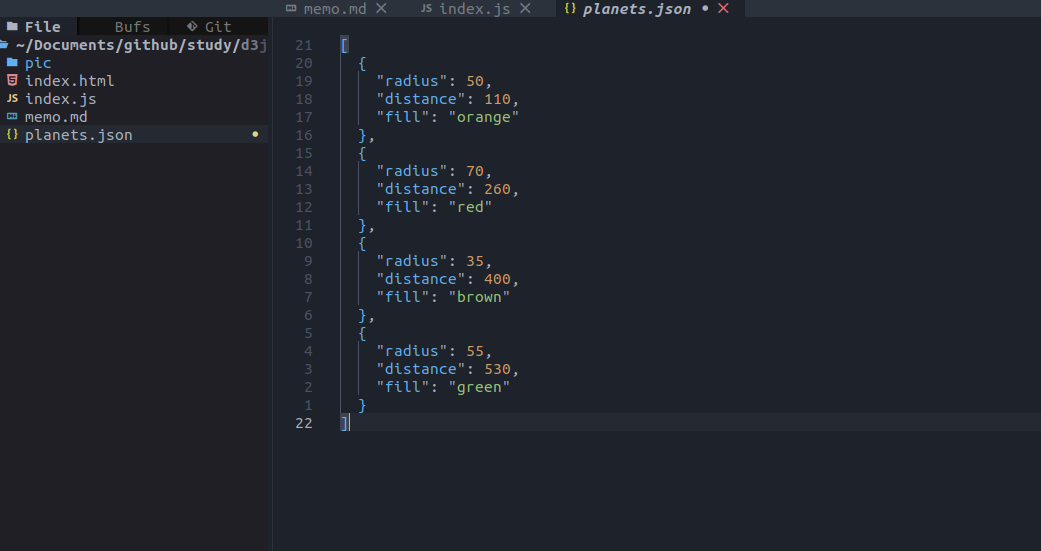 memo.md
index.js
planets.json
File
Bufs
Git
~/Documents/github/study/d3j
pic
index.html
index.js
memo.md
planets.json
21 [
20 {
19 "radius": 50,
18 "distance": 110,
17 "fill": "orange"
16 },
15 {
14 "radius": 70,
13 "distance": 260,
12 "fill": "red"
11 },
10 {
9 "radius": 35,
8 "distance": 400,
7 "fill": "brown"
6 },
5 {
4 "radius": 55,
3 "distance": 530,
2 "fill": "green"
1 }
22 ]